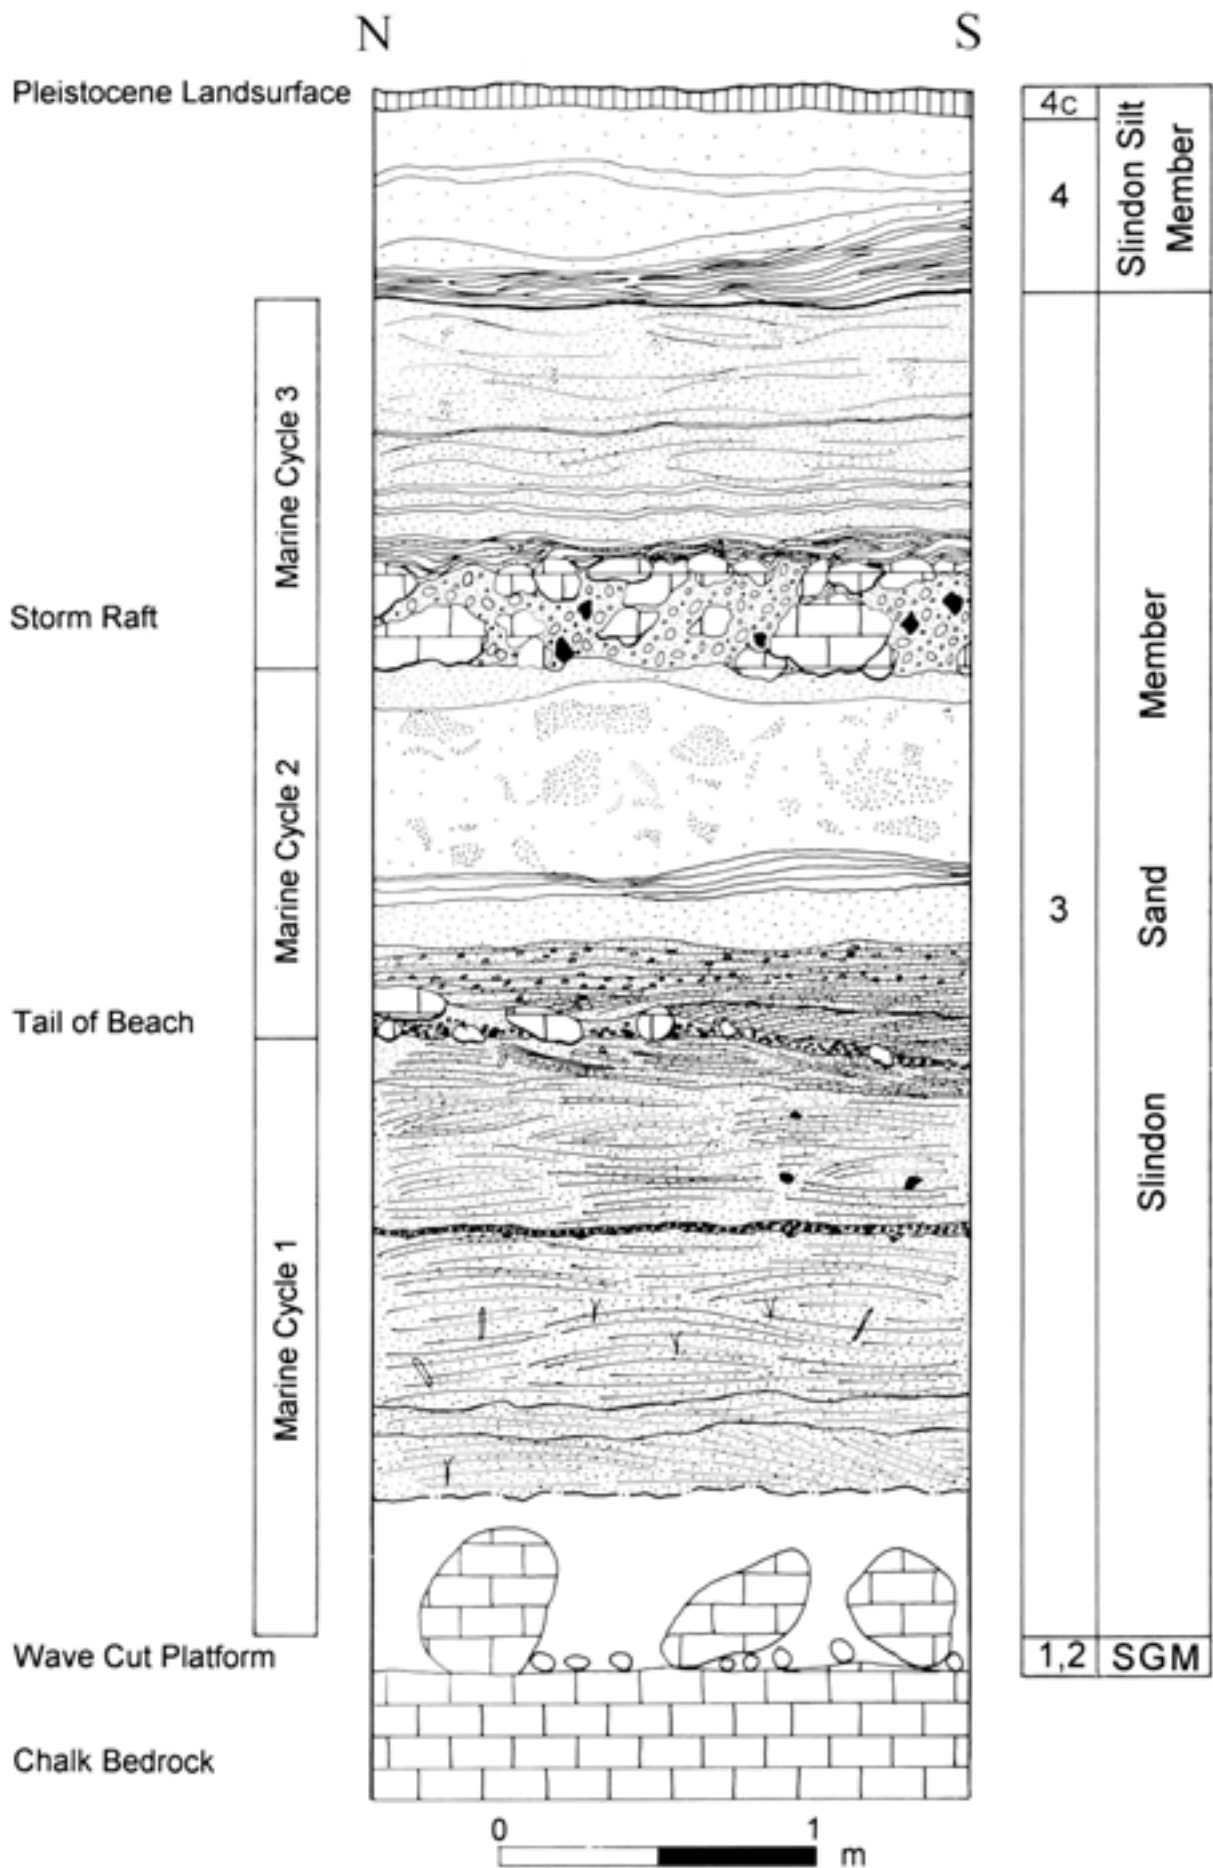 N S
Pleistocene Landsurface
4c
4
Slindon Silt
Member
Marine Cycle 3
Storm Raft
Member
Marine Cycle 2
3
Sand
Tail of Beach
Slindon
Marine Cycle 1
Wave Cut Platform
1,2 SGM
Chalk Bedrock
0 1
m